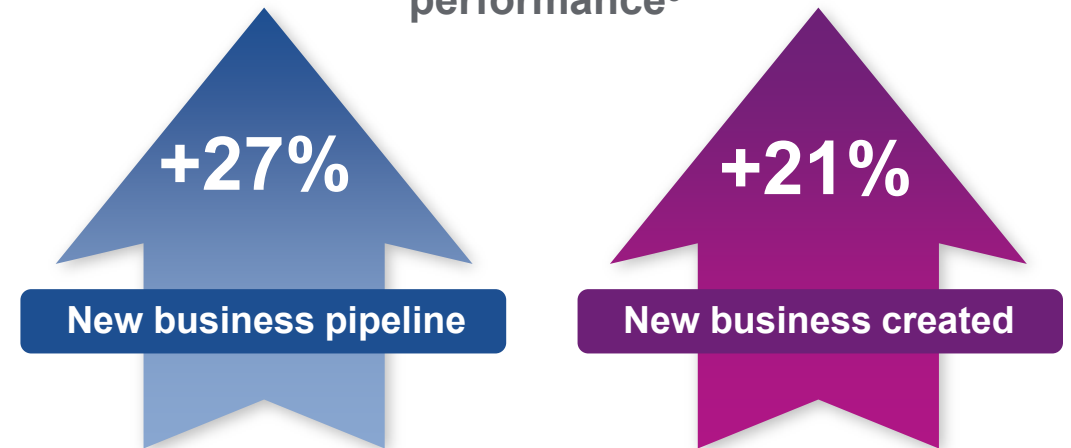 performance
+27%
+21%
New business pipeline
New business created